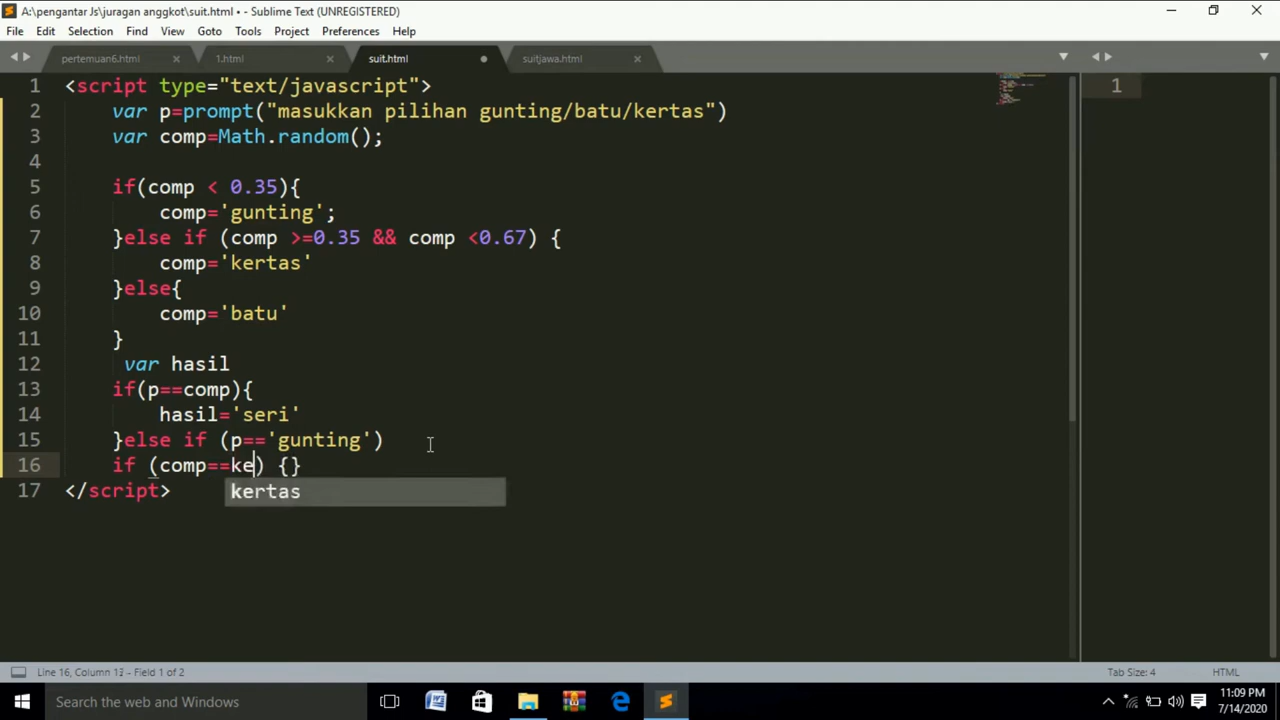 A:\pengantar Js\juragan anggkot\suit.html • - Sublime Text (UNREGISTERED)
File Edit Selection Find View Goto Tools Project Preferences Help
pertemuan6.html 1.html suit.html suitjawa.html
1 <script type="text/javascript"> 1
2 var p=prompt("masukkan pilihan gunting/batu/kertas")
3 var comp=Math.random();
4
5 if(comp < 0.35){
6 comp='gunting';
7 }else if (comp >=0.35 && comp <0.67) {
8 comp='kertas'
9 }else{
10 comp='batu'
11 }
12 var hasil
13 if(p==comp){
14 hasil='seri'
15 }else if (p=='gunting')
16 if (comp==ke) {}
17 </script>
kertas
Line 16, Column 17 - Field 1 of 2 Tab Size: 4 HTML
Search the web and Windows 11:09 PM
7/14/2020